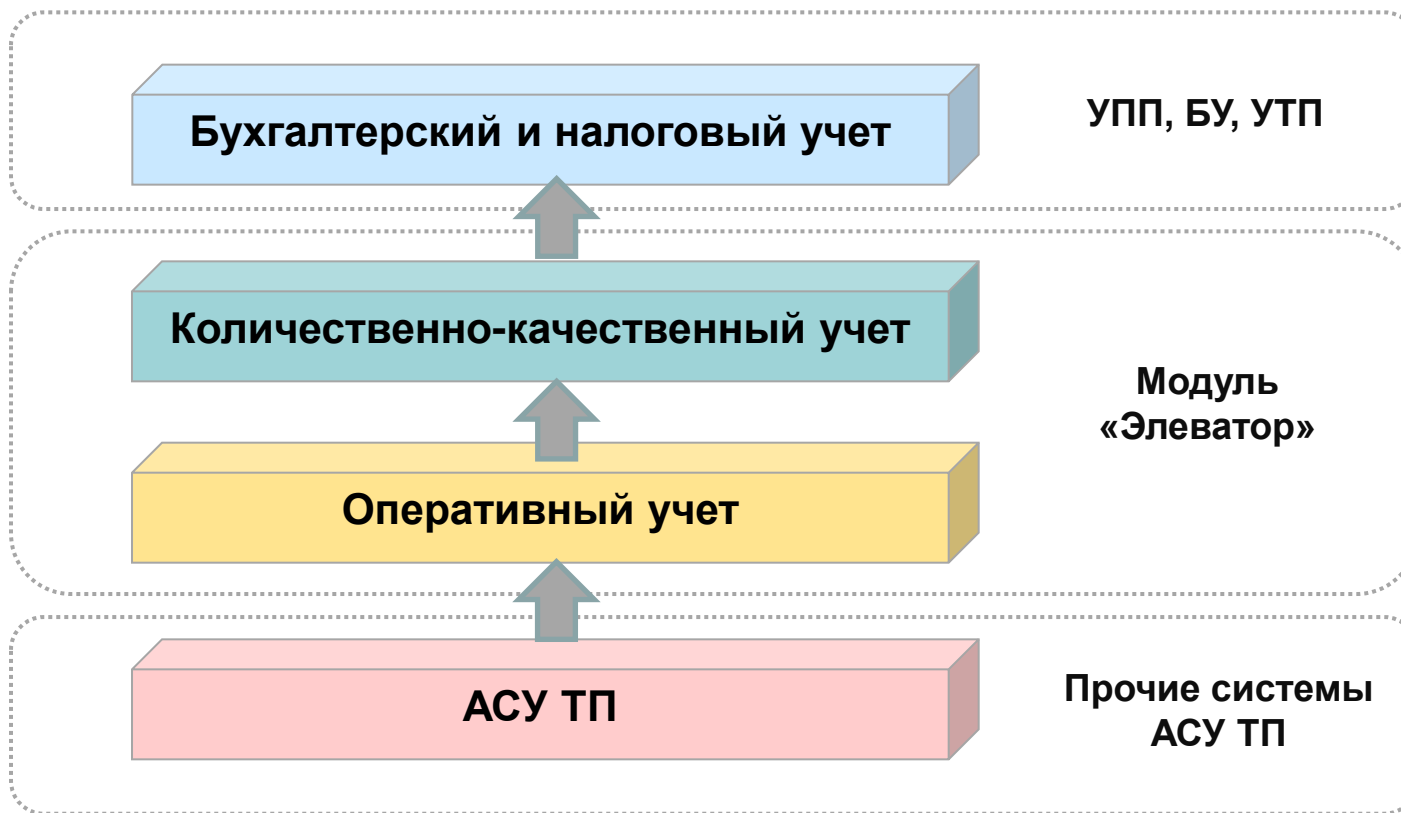 Бухгалтерский и налоговый учет
УПП, БУ, УТП
Количественно-качественный учет
Модуль
«Элеватор»
Оперативный учет
АСУ ТП
Прочие системы
АСУ ТП